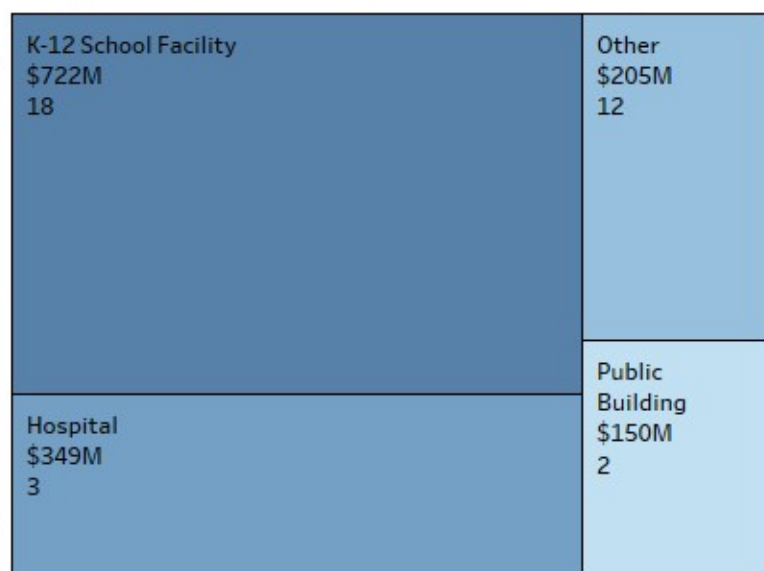 K-12 School Facility
$722M
18
Other
$205M
12
Hospital
$349M
3
Public
Building
$150M
2